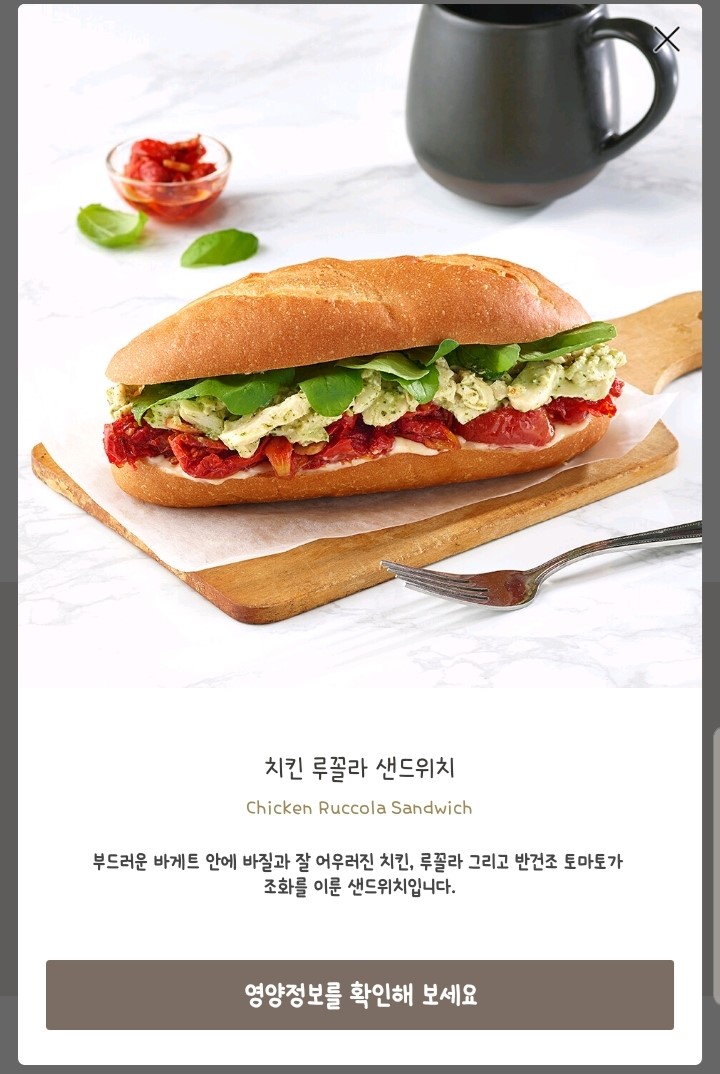 치킨 루꼴라 샌드위치
Chicken Ruccola Sandwich
부드러운 바게트 안에 바질과 잘 어우러진 치킨, 루꼴라 그리고 반건조 토마토가
조화를 이룬 샌드위치입니다.
영양정보를 확인해 보세요